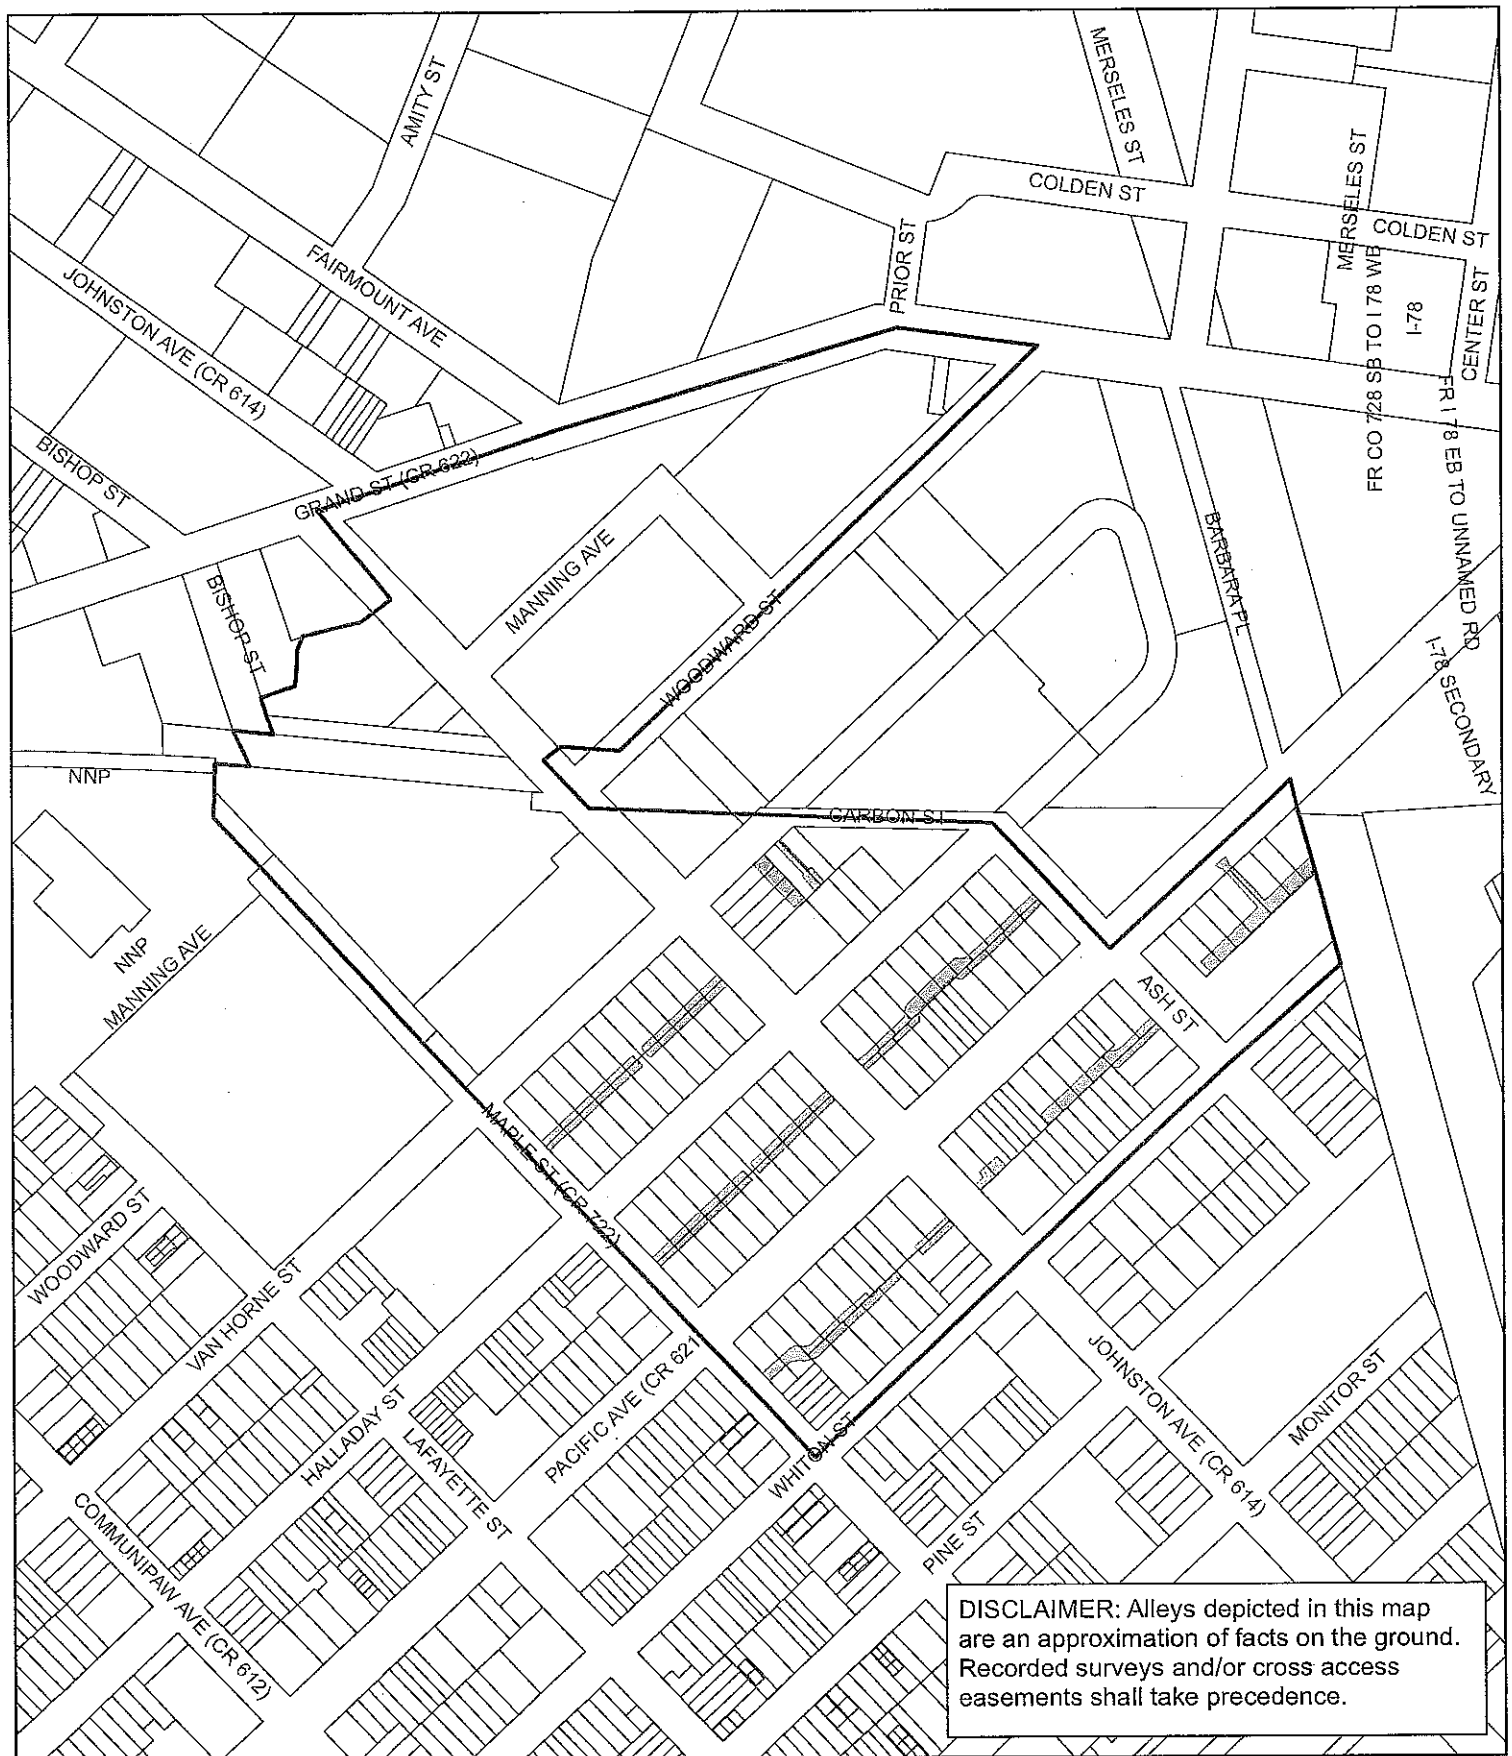 MERSELES ST
AMITY ST
COLDEN ST
MERSELES ST
COLDEN ST
PRIOR ST
FAIRMOUNT AVE
JOHNSTON AVE (CR 614)
FR CO 728 SB TO I 78 WB
I-78
CENTER ST
BISHOP ST
GRAND ST (CR 622)
FR I 78 EB TO UNNAMED RD
BARBARA PL
MANNING AVE
BISHOP ST
WOODWARD ST
I-78 SECONDARY
NNP
CARBON ST
NNP
MANNING AVE
ASH ST
MAPLE ST (CR 722)
WOODWARD ST
VAN HORNE ST
HALLADAY ST
LAFAYETTE ST
PACIFIC AVE (CR 621
JOHNSTON AVE (CR 614)
MONITOR ST
WHITON ST
PINE ST
COMMUNIPAW AVE (CR 612)
DISCLAIMER: Alleys depicted in this map
are an approximation of facts on the ground.
Recorded surveys and/or cross access
easements shall take precedence.